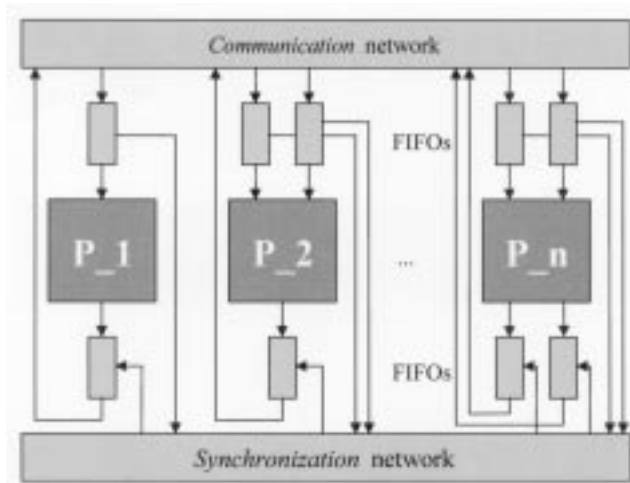 Communication network
FIFOs
P_1 P_2 ... P_n
FIFOs
Synchronization network